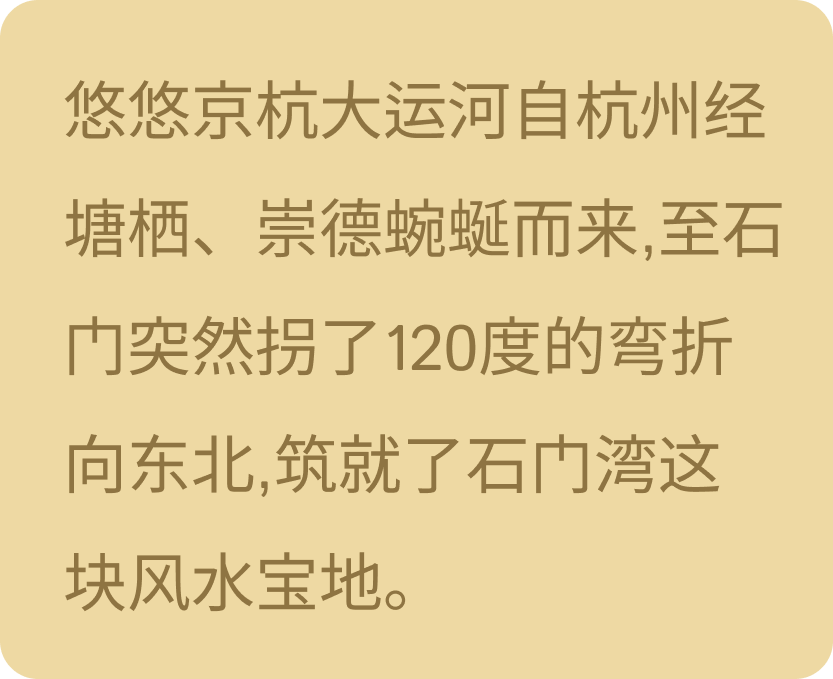 悠悠京杭大运河自杭州经
塘栖、崇德蜿蜒而来,至石
门突然拐了120度的弯折
向东北,筑就了石门湾这
块风水宝地。